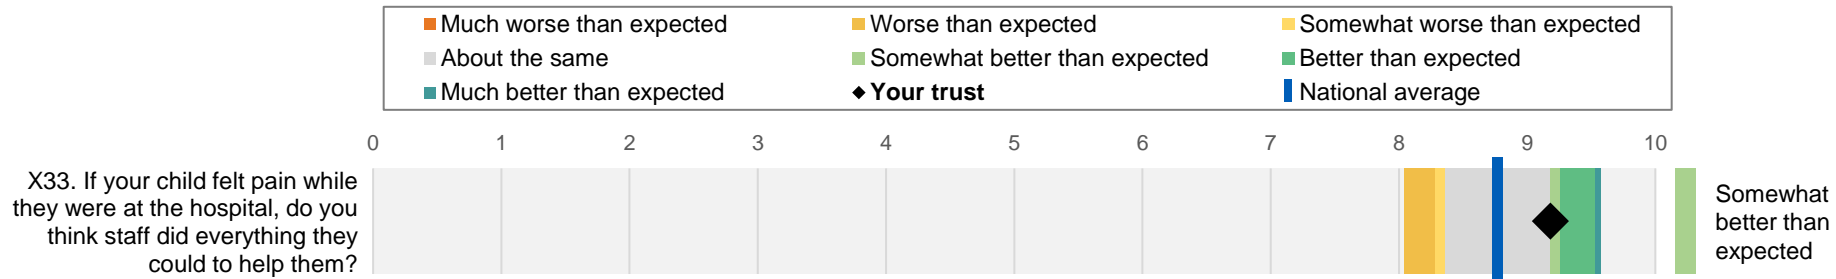 Much worse than expected
Worse than expected
Somewhat worse than expected
About the same
Somewhat better than expected
Better than expected
Much better than expected
Your trust
National average
0 1 2 3 4 5 6 7 8 9 10
X33. If your child felt pain while
they were at the hospital, do you
think staff did everything they
could to help them?
Somewhat
better than
expected